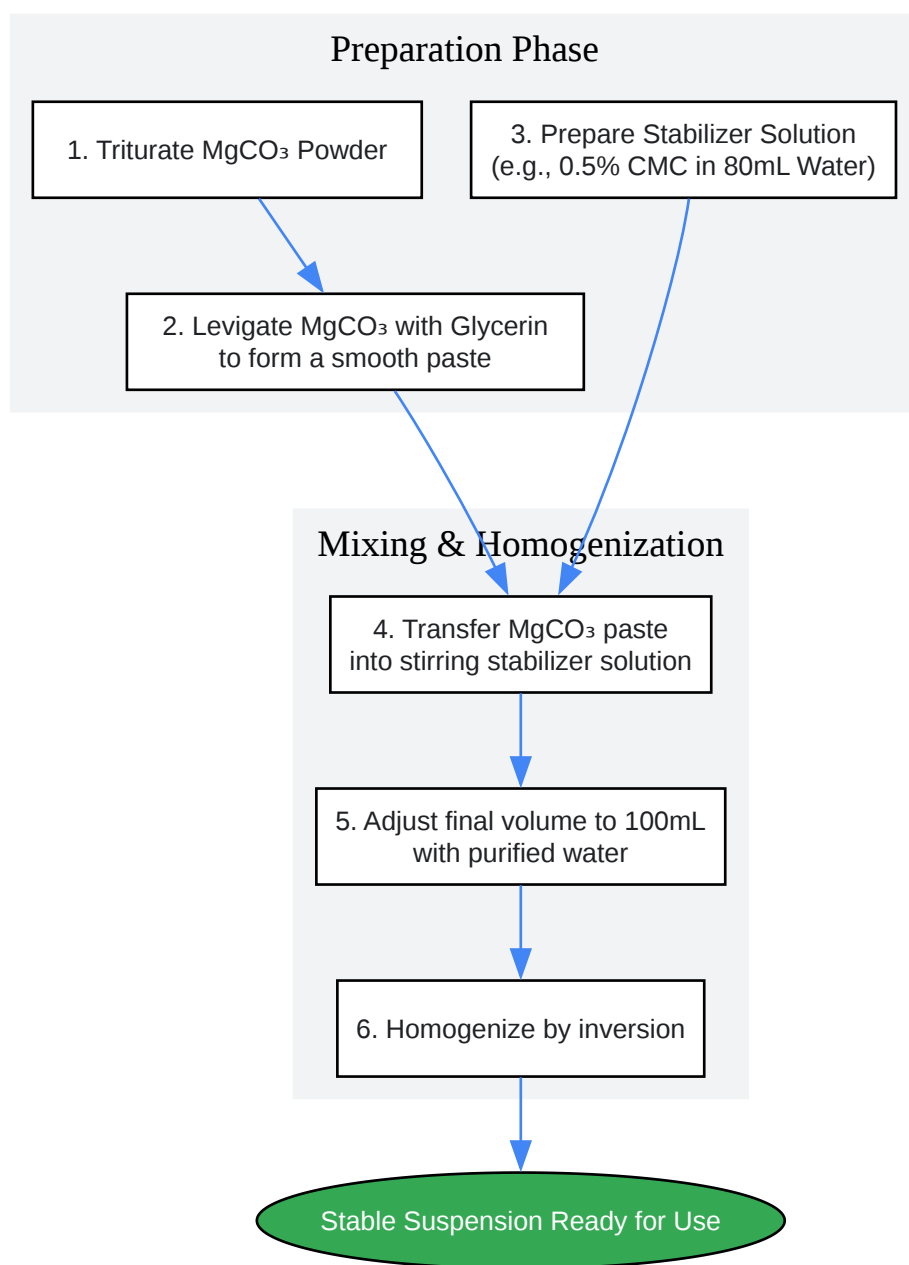 Preparation Phase
1. Triturate MgCO₃ Powder
3. Prepare Stabilizer Solution
(e.g., 0.5% CMC in 80mL Water)
2. Levigate MgCO₃ with Glycerin
to form a smooth paste
Mixing & Homogenization
4. Transfer MgCO₃ paste
into stirring stabilizer solution
5. Adjust final volume to 100mL
with purified water
6. Homogenize by inversion
Stable Suspension Ready for Use